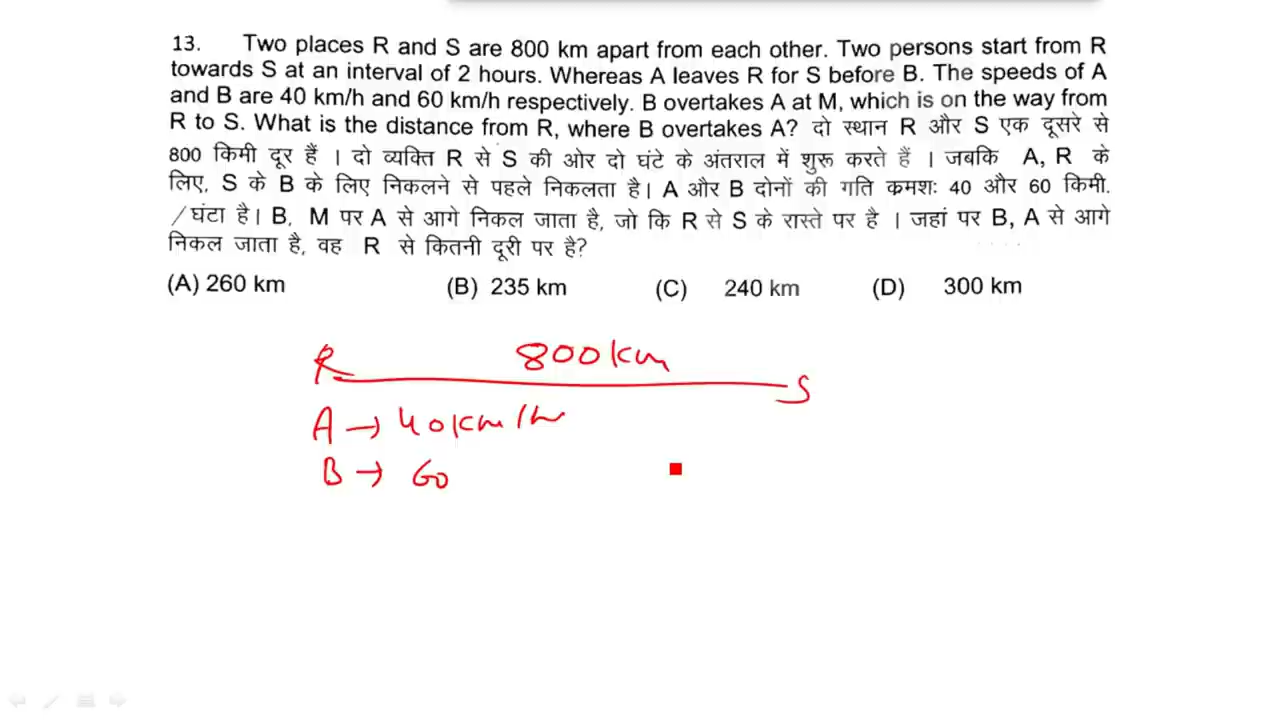 13. Two places R and S are 800 km apart from each other. Two persons start from R
towards S at an interval of 2 hours. Whereas A leaves R for S before B. The speeds of A
and B are 40 km/h and 60 km/h respectively. B overtakes A at M, which is on the way from
R to S. What is the distance from R, where B overtakes A? दो स्थान R और S एक दूसरे से
800 किमी दूर हैं । दो व्यक्ति R से S की ओर दो घंटे के अंतराल में शुरू करते हैं । जबकि A, R के
लिए, S के B के लिए निकलने से पहले निकलता है। A और B दोनों की गति क्रमशः 40 और 60 किमी.
/घंटा है। B, M पर A से आगे निकल जाता है, जो कि R से S के रास्ते पर है । जहां पर B, A से आगे
निकल जाता है, वह R से कितनी दूरी पर है?
(A) 260 km (B) 235 km (C) 240 km (D) 300 km
R 800 km S
A → 40 km/hr
B → 60